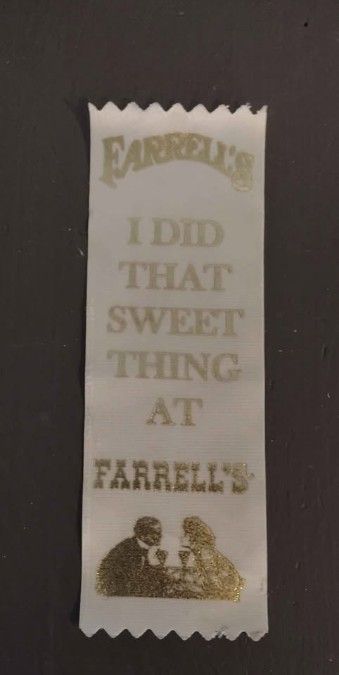 FARRELL'S
I DID
THAT
SWEET
THING
AT
FARRELL'S